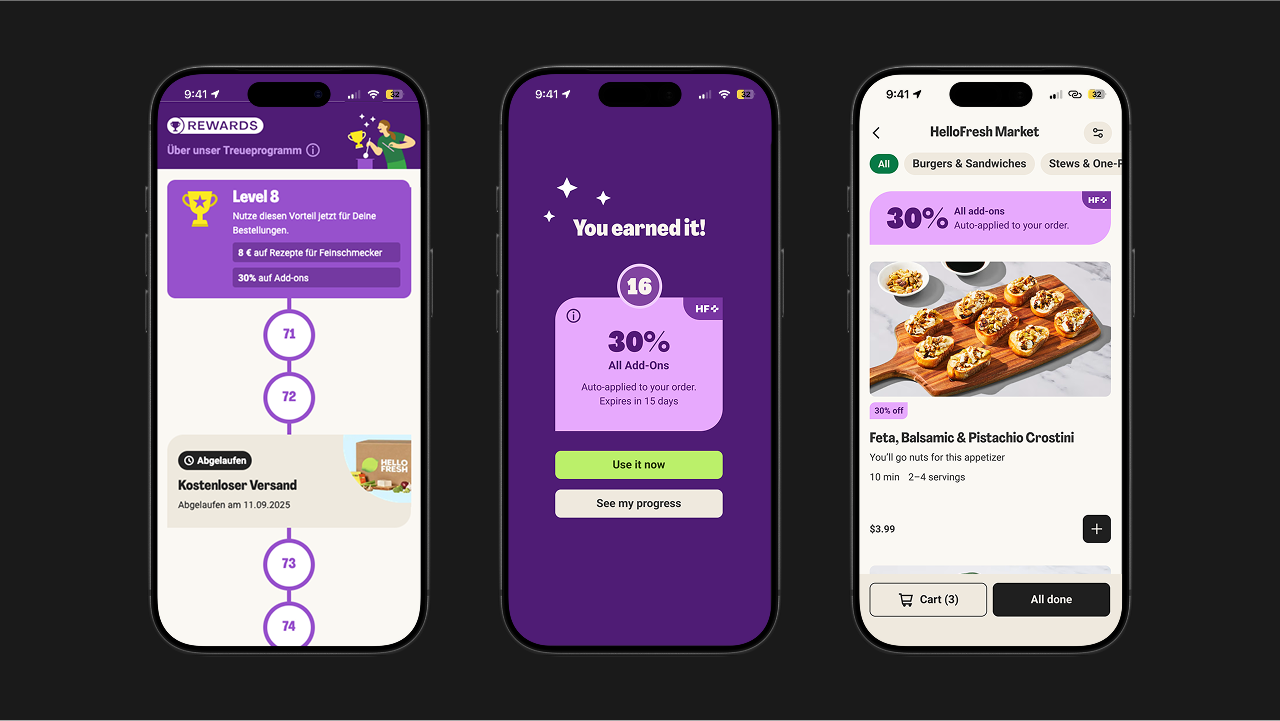 9:41
32
REWARDS
Über unser Treueprogramm
Level 8
Nutze diesen Vorteil jetzt für Deine
Bestellungen.
8 € auf Rezepte für Feinschmecker
30% auf Add-ons
71
72
Abgelaufen
Kostenloser Versand
Abgelaufen am 11.09.2025
HELLO
FRESH
73
74
9:41
32
You earned it!
16
HF
30%
All Add-Ons
Auto-applied to your order.
Expires in 15 days
Use it now
See my progress
9:41
32
HelloFresh Market
All
Burgers & Sandwiches
Stews & One-P
HF
30%
All add-ons
Auto-applied to your order.
30% off
Feta, Balsamic & Pistachio Crostini
You'll go nuts for this appetizer
10 min 2–4 servings
$3.99
Cart (3)
All done